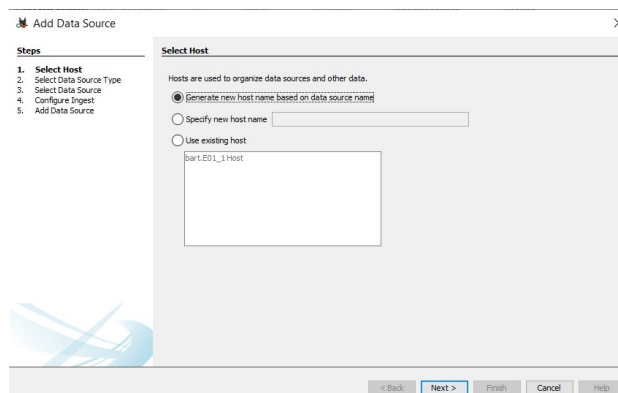 Add Data Source
Steps
1. Select Host
2. Select Data Source Type
3. Select Data Source
4. Configure Ingest
5. Add Data Source
Select Host
Hosts are used to organize data sources and other data.
Generate new host name based on data source name
Specify new host name
Use existing host
bart.E01_1 Host
< Back Next > Finish Cancel Help